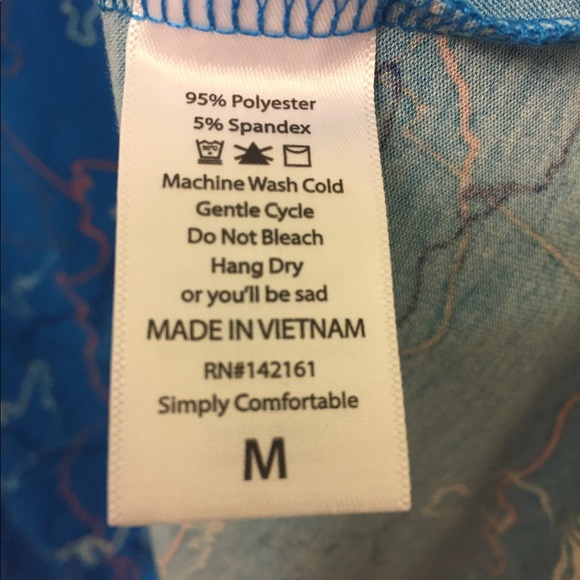 95% Polyester
5% Spandex
Machine Wash Cold
Gentle Cycle
Do Not Bleach
Hang Dry
or you'll be sad
MADE IN VIETNAM
RN#142161
Simply Comfortable
M